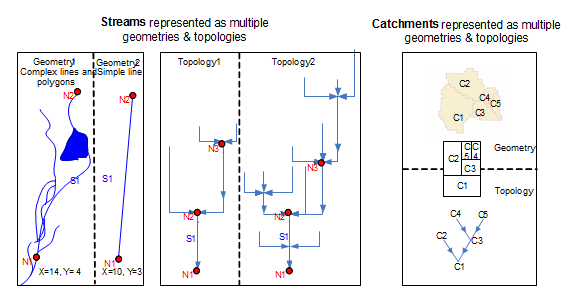 Streams represented as multiple
geometries & topologies
Catchments represented as multiple
geometries & topologies
Geometry1
Complex lines and
polygons
Geometry2
Simple line
N2
N2
S1
S1
N1
N1
X=14, Y= 4
X=10, Y=3
Topology1
Topology2
N3
N3
N2
N2
S1
S1
N1
N1
C2
C4
C5
C3
C1
C2
C
5
C
4
C3
C1
Geometry
Topology
C4
C5
C2
C3
C1